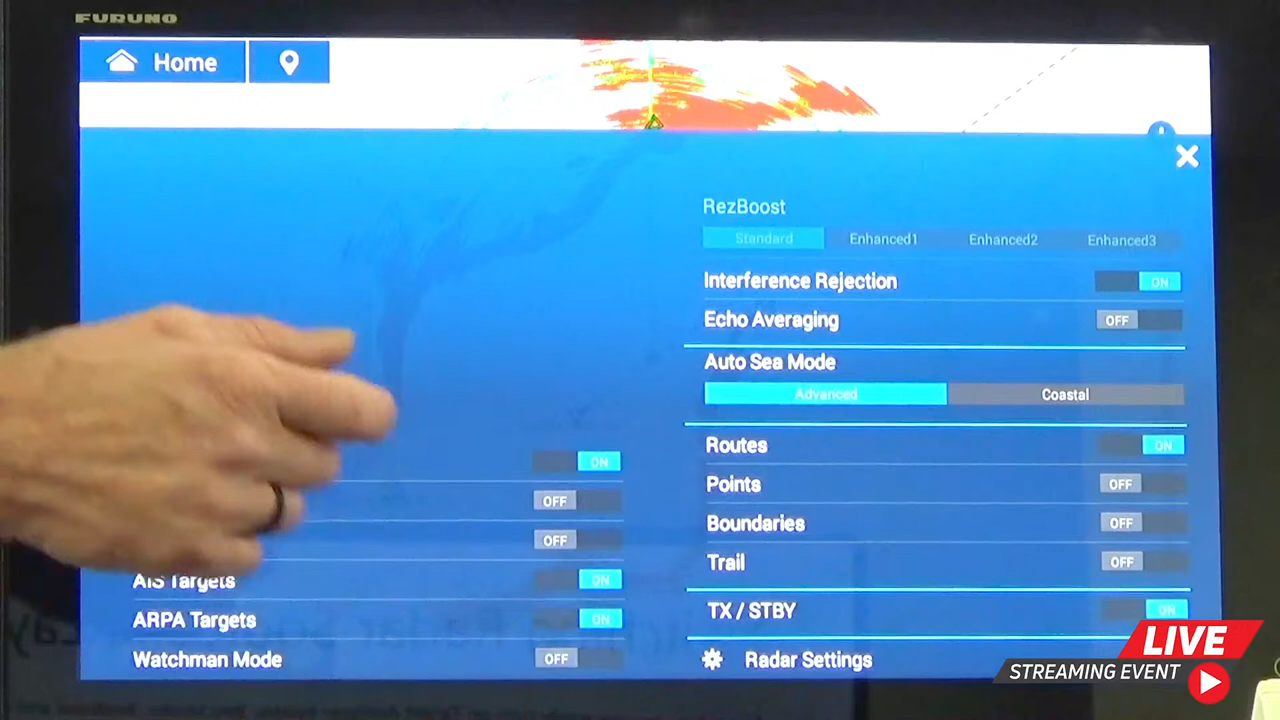 FURUNO
Home
RezBoost
Standard Enhanced1 Enhanced2 Enhanced3
Interference Rejection ON
Echo Averaging OFF
Auto Sea Mode
Advanced Coastal
Routes ON
Points OFF
Boundaries OFF
Trail OFF
TX / STBY ON
Radar Settings
ON
OFF
OFF
AIS Targets ON
ARPA Targets ON
Watchman Mode OFF
LIVE
STREAMING EVENT